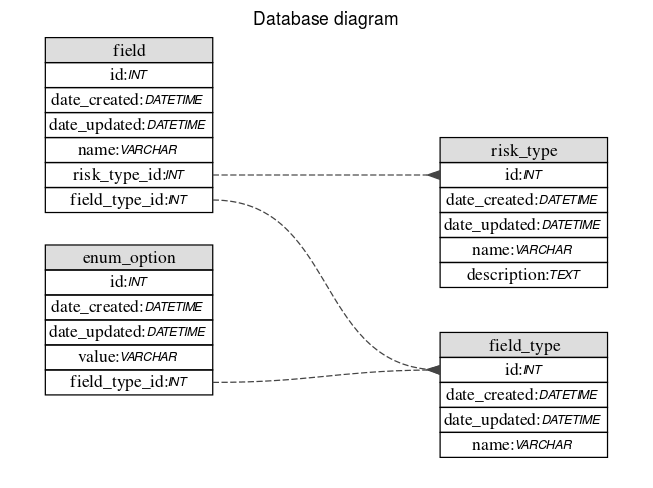 Database diagram
field
id:INT
date_created:DATETIME
date_updated:DATETIME
name:VARCHAR
risk_type_id:INT
field_type_id:INT
enum_option
id:INT
date_created:DATETIME
date_updated:DATETIME
value:VARCHAR
field_type_id:INT
risk_type
id:INT
date_created:DATETIME
date_updated:DATETIME
name:VARCHAR
description:TEXT
field_type
id:INT
date_created:DATETIME
date_updated:DATETIME
name:VARCHAR